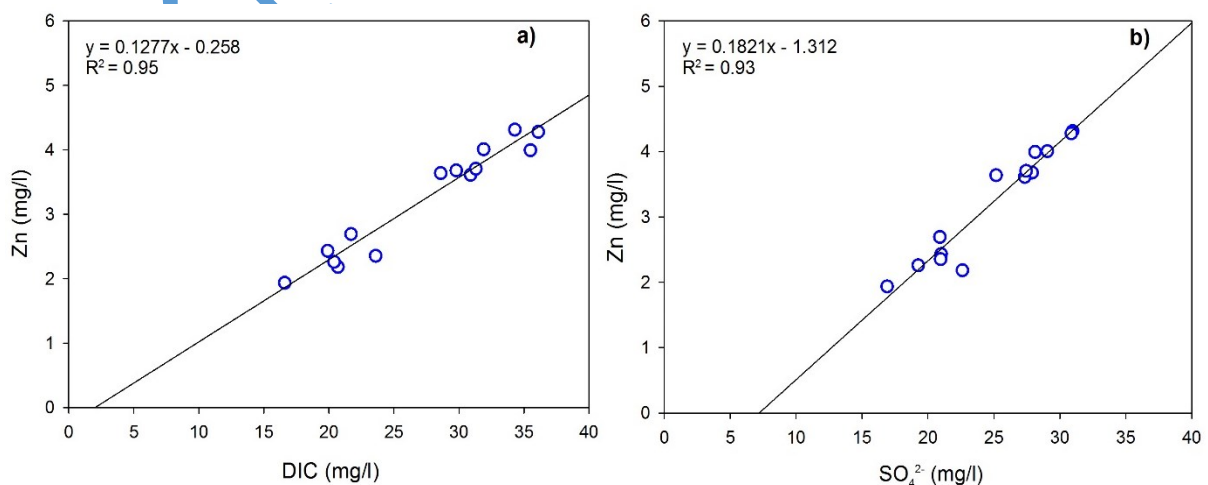 a)
y = 0.1277x - 0.258
R² = 0.95
Zn (mg/l)
6
5
4
3
2
1
0
0 5 10 15 20 25 30 35 40
DIC (mg/l)
b)
y = 0.1821x - 1.312
R² = 0.93
Zn (mg/l)
6
5
4
3
2
1
0
0 5 10 15 20 25 30 35 40
SO₄²⁻ (mg/l)